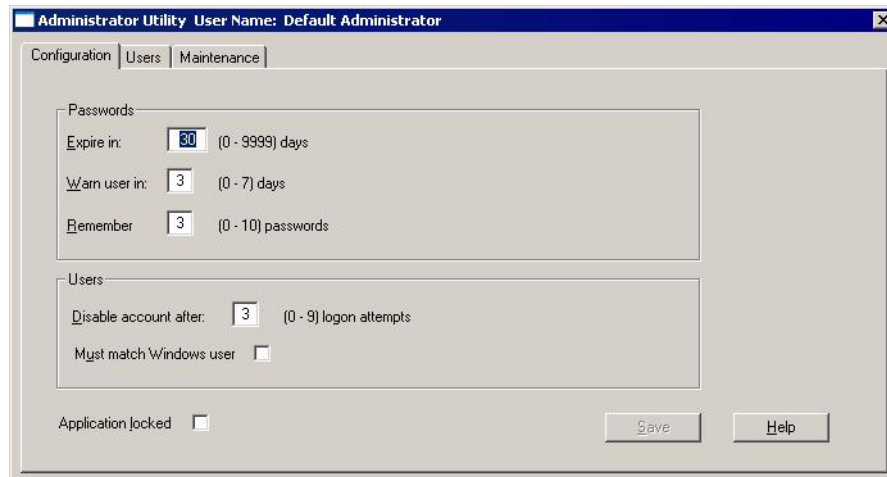 Administrator Utility User Name: Default Administrator
Configuration Users Maintenance
Passwords
Expire in: 30 (0 - 9999) days
Warn user in: 3 (0 - 7) days
Remember 3 (0 - 10) passwords
Users
Disable account after: 3 (0 - 9) logon attempts
Must match Windows user
Application locked Save Help